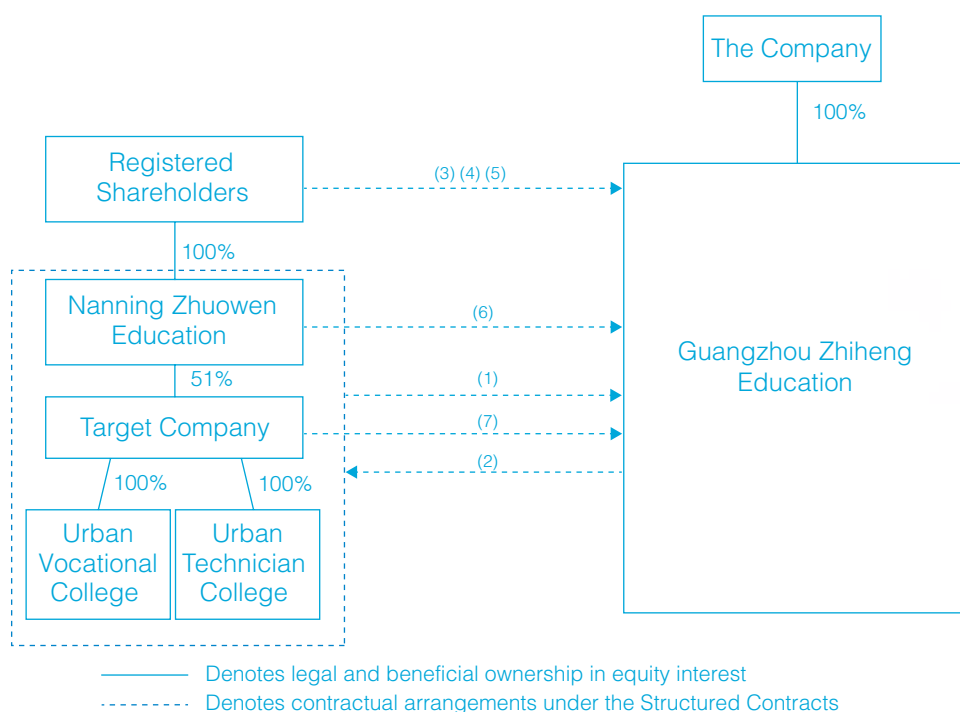 The Company
100%
Registered
Shareholders
(3) (4) (5)
100%
Nanning Zhuowen
Education
(6)
Guangzhou Zhiheng
Education
51%
(1)
Target Company
(7)
(2)
100%
100%
Urban
Vocational
College
Urban
Technician
College
Denotes legal and beneficial ownership in equity interest
Denotes contractual arrangements under the Structured Contracts